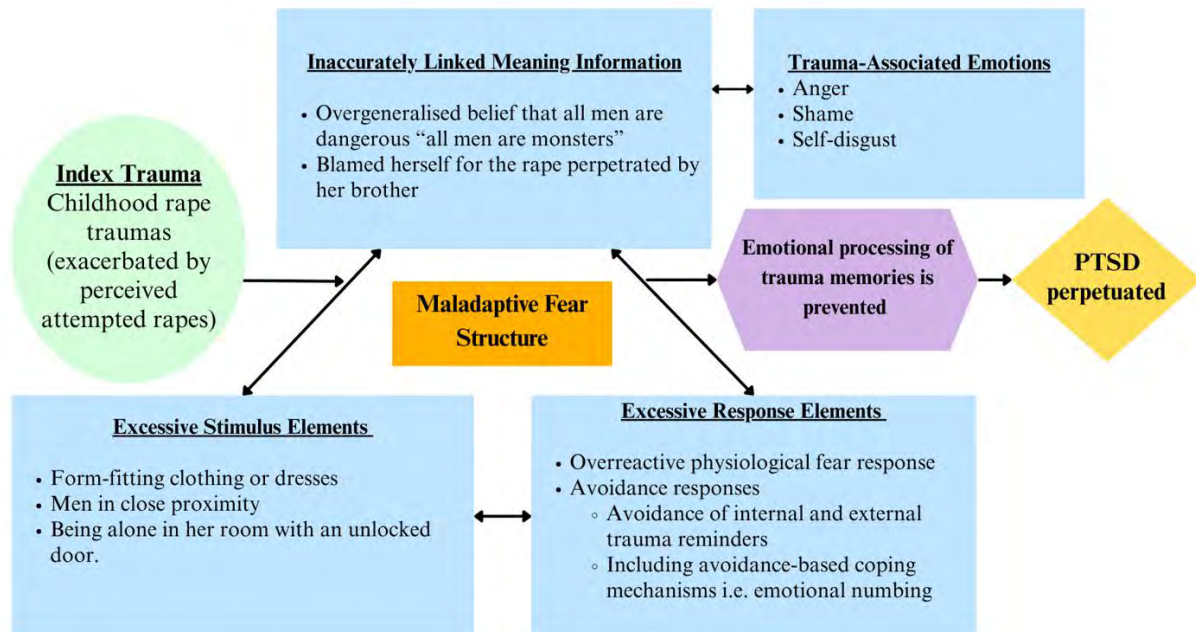 Inaccurately Linked Meaning Information
• Overgeneralised belief that all men are
dangerous “all men are monsters”
• Blamed herself for the rape perpetrated by
her brother
Trauma-Associated Emotions
• Anger
• Shame
• Self-disgust
Index Trauma
Childhood rape
traumas
(exacerbated by
perceived
attempted rapes)
Maladaptive Fear
Structure
Emotional processing of
trauma memories is
prevented
PTSD
perpetuated
Excessive Stimulus Elements
• Form-fitting clothing or dresses
• Men in close proximity
• Being alone in her room with an unlocked
door.
Excessive Response Elements
• Overreactive physiological fear response
• Avoidance responses
◦ Avoidance of internal and external
trauma reminders
◦ Including avoidance-based coping
mechanisms i.e. emotional numbing